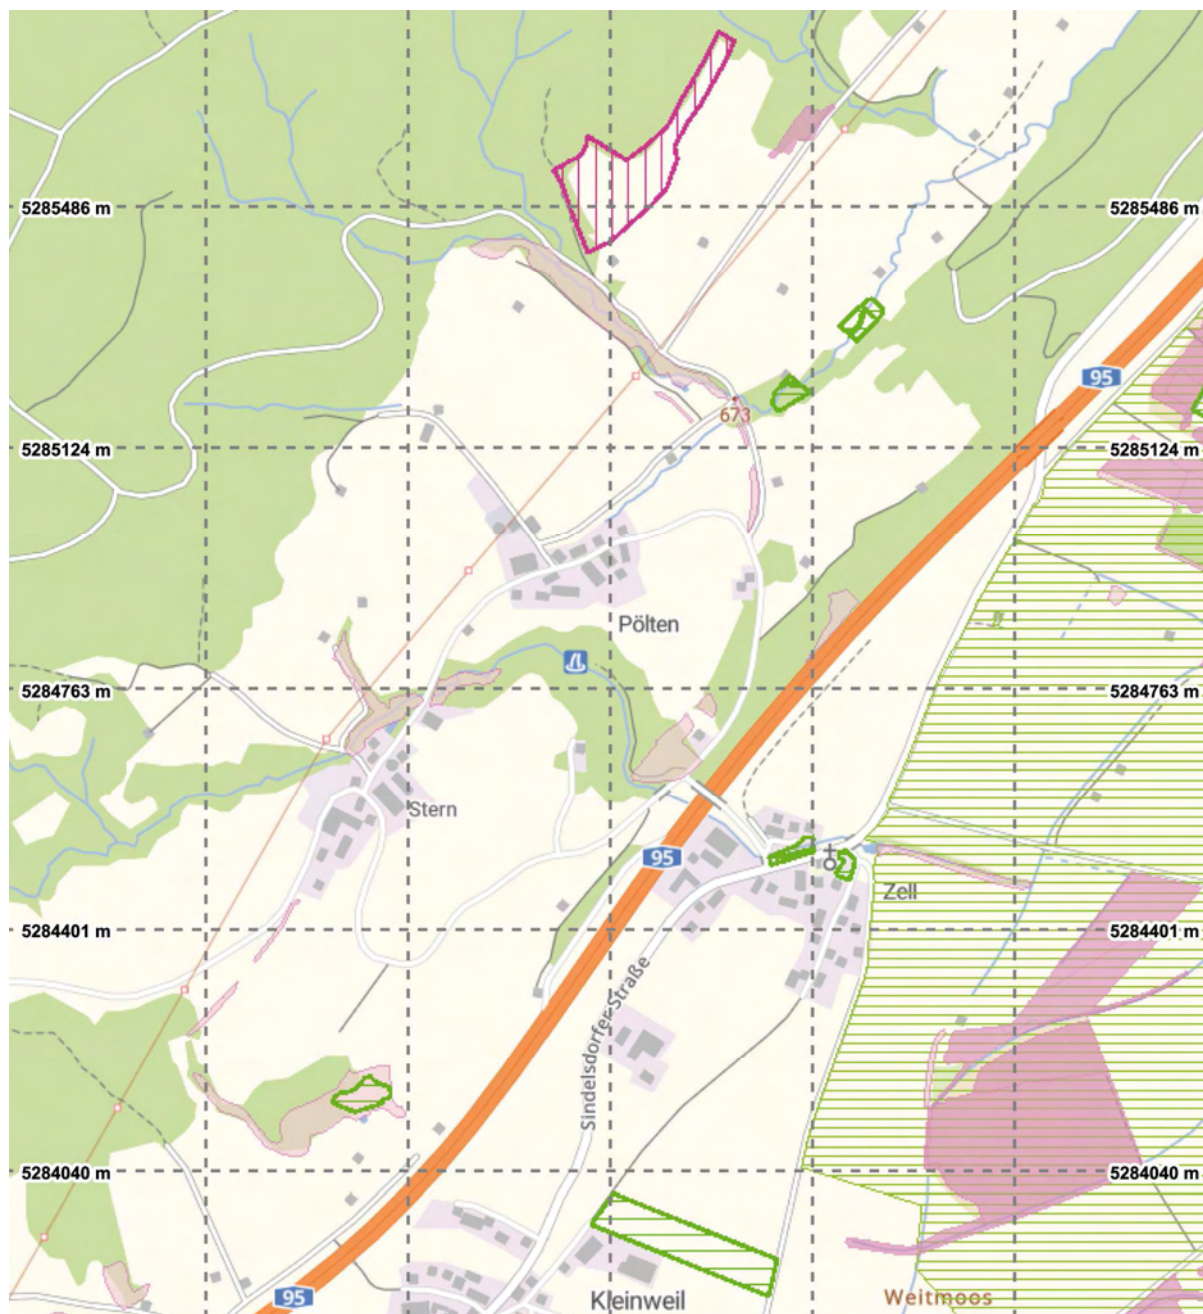 5285486 m
5285486 m
95
673
5285124 m
5285124 m
Pölten
5284763 m
5284763 m
Stern
95
Zell
5284401 m
5284401 m
Sindelsdorfer Straße
5284040 m
5284040 m
95
Kleinweil
Weitmoos